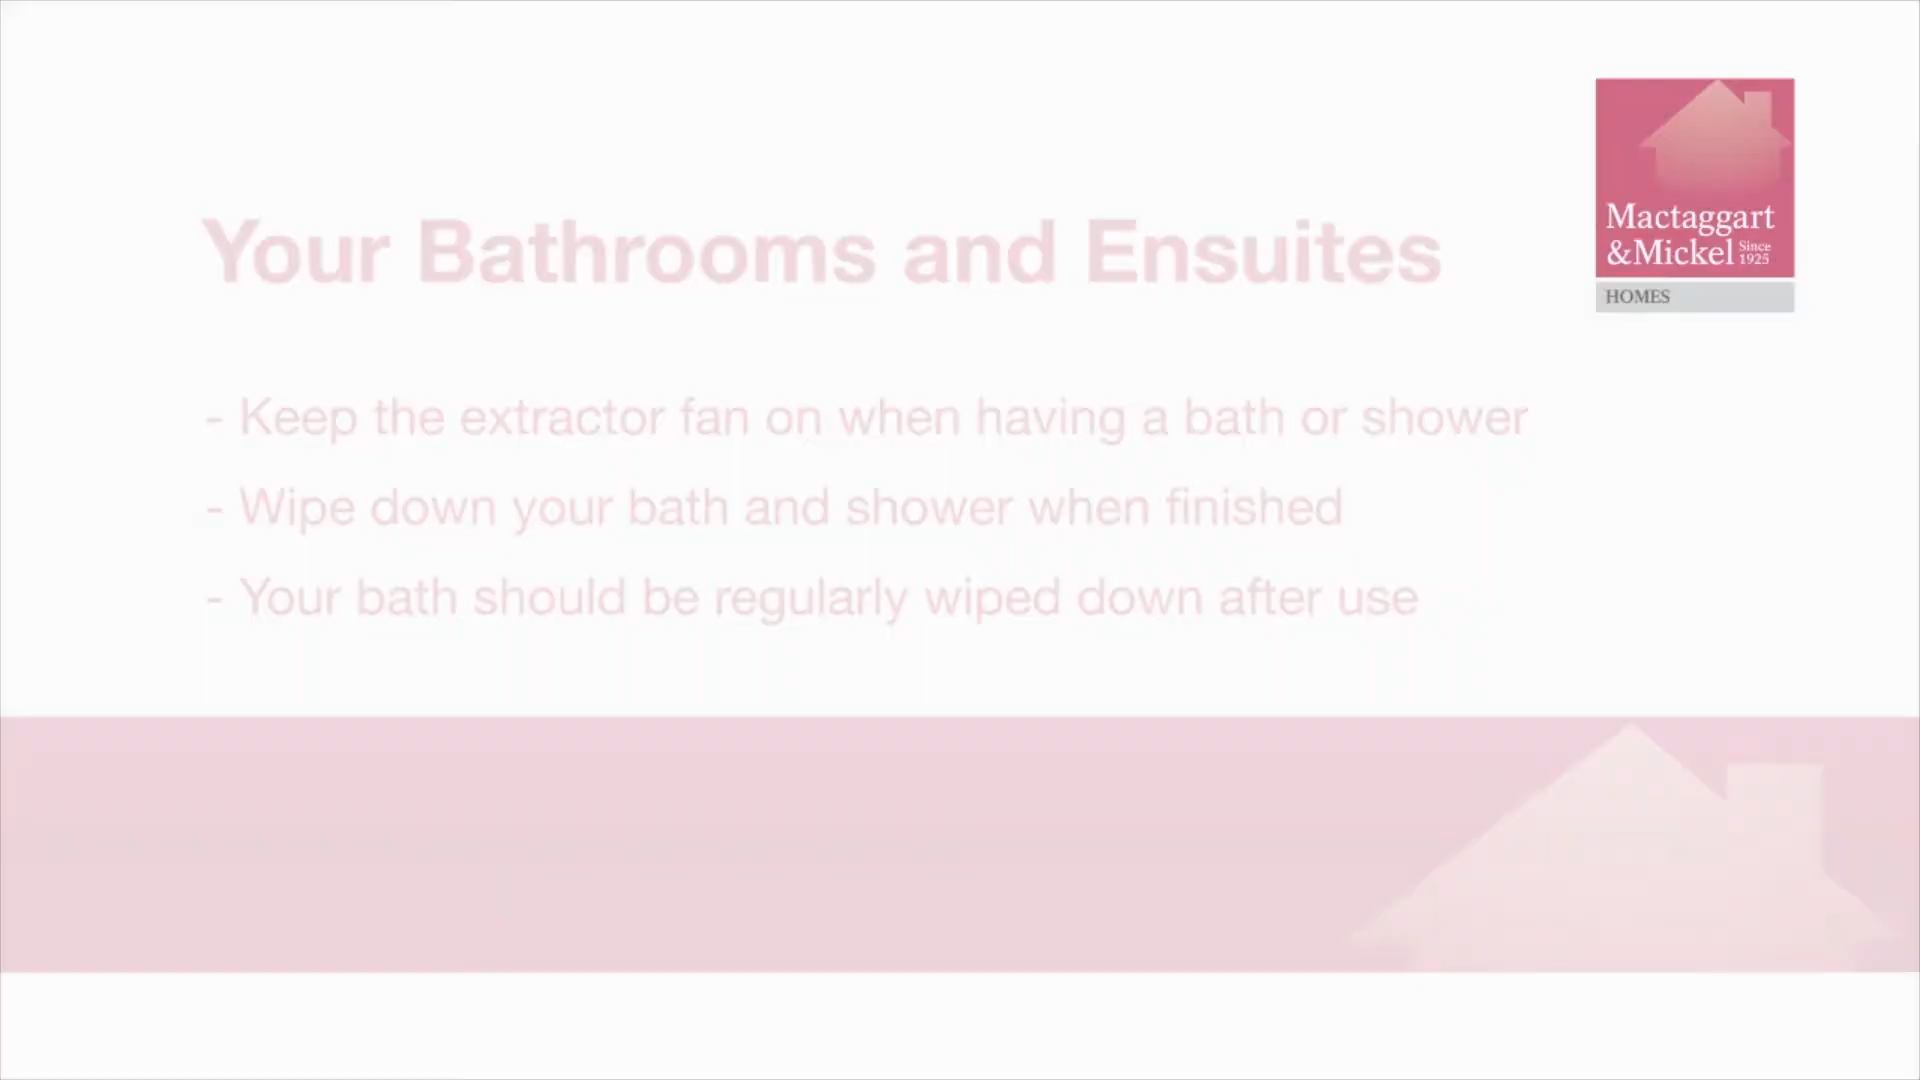 Your Bathrooms and Ensuites
- Keep the extractor fan on when having a bath or shower
- Wipe down your bath and shower when finished
- Your bath should be regularly wiped down after use
Mactaggart
&Mickel Since 1925
HOMES